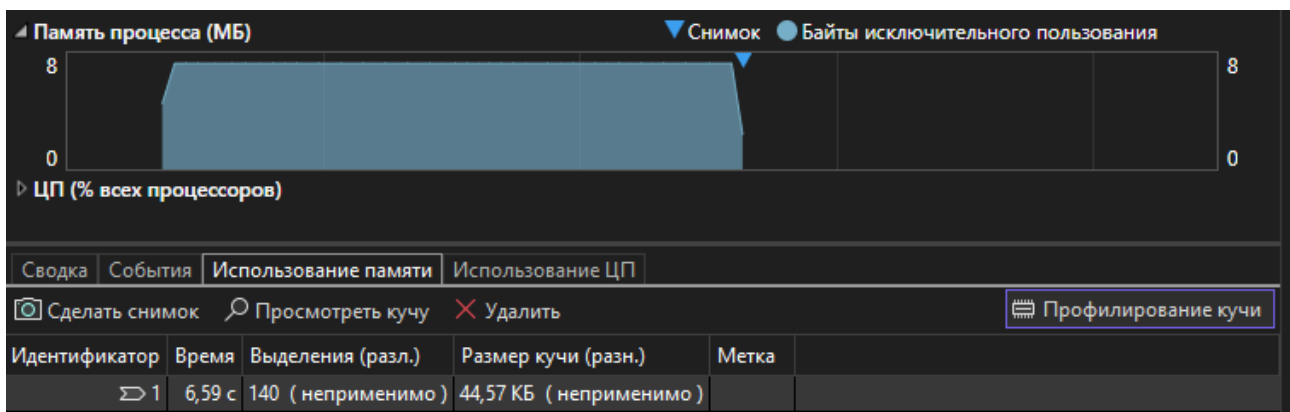 Память процесса (МБ) Снимок Байты исключительного пользования
8 8
0 0
ЦП (% всех процессоров)
Сводка События Использование памяти Использование ЦП
Сделать снимок Просмотреть кучу Удалить Профилирование кучи
Идентификатор Время Выделения (разл.) Размер кучи (разн.) Метка
1 6,59 с 140 ( неприменимо ) 44,57 КБ ( неприменимо )